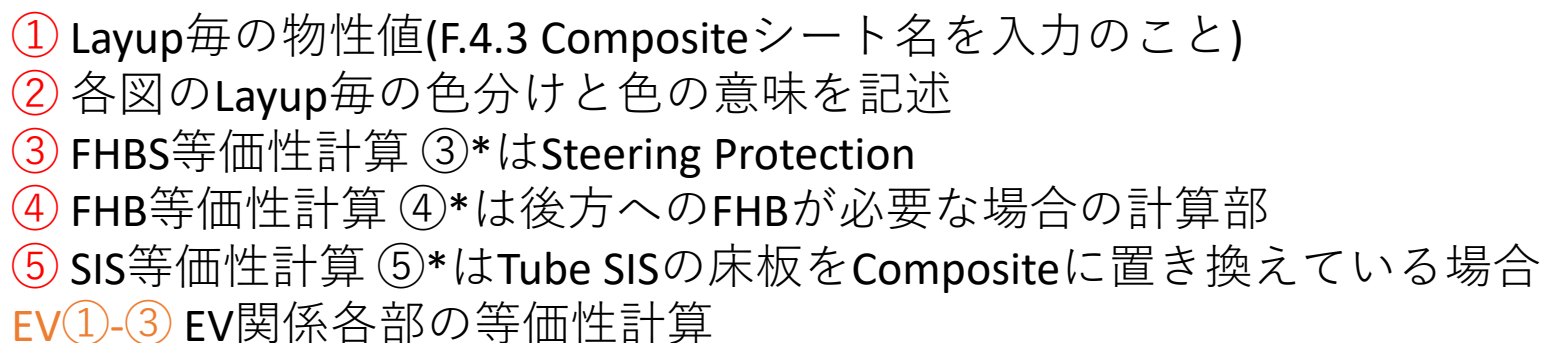 ① Layup毎の物性値(F.4.3 Compositeシート名を入力のこと)
② 各図のLayup毎の色分けと色の意味を記述
③ FHBS等価性計算 ③*はSteering Protection
④ FHB等価性計算 ④*は後方へのFHBが必要な場合の計算部
⑤ SIS等価性計算 ⑤*はTube SISの床板をCompositeに置き換えている場合
EV①-③ EV関係各部の等価性計算